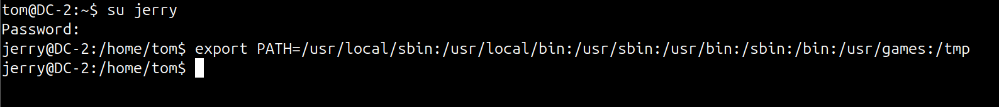 tom@DC-2:~$ su jerry
Password:
jerry@DC-2:/home/tom$ export PATH=/usr/local/sbin:/usr/local/bin:/usr/sbin:/usr/bin:/sbin:/bin:/usr/games:/tmp
jerry@DC-2:/home/tom$